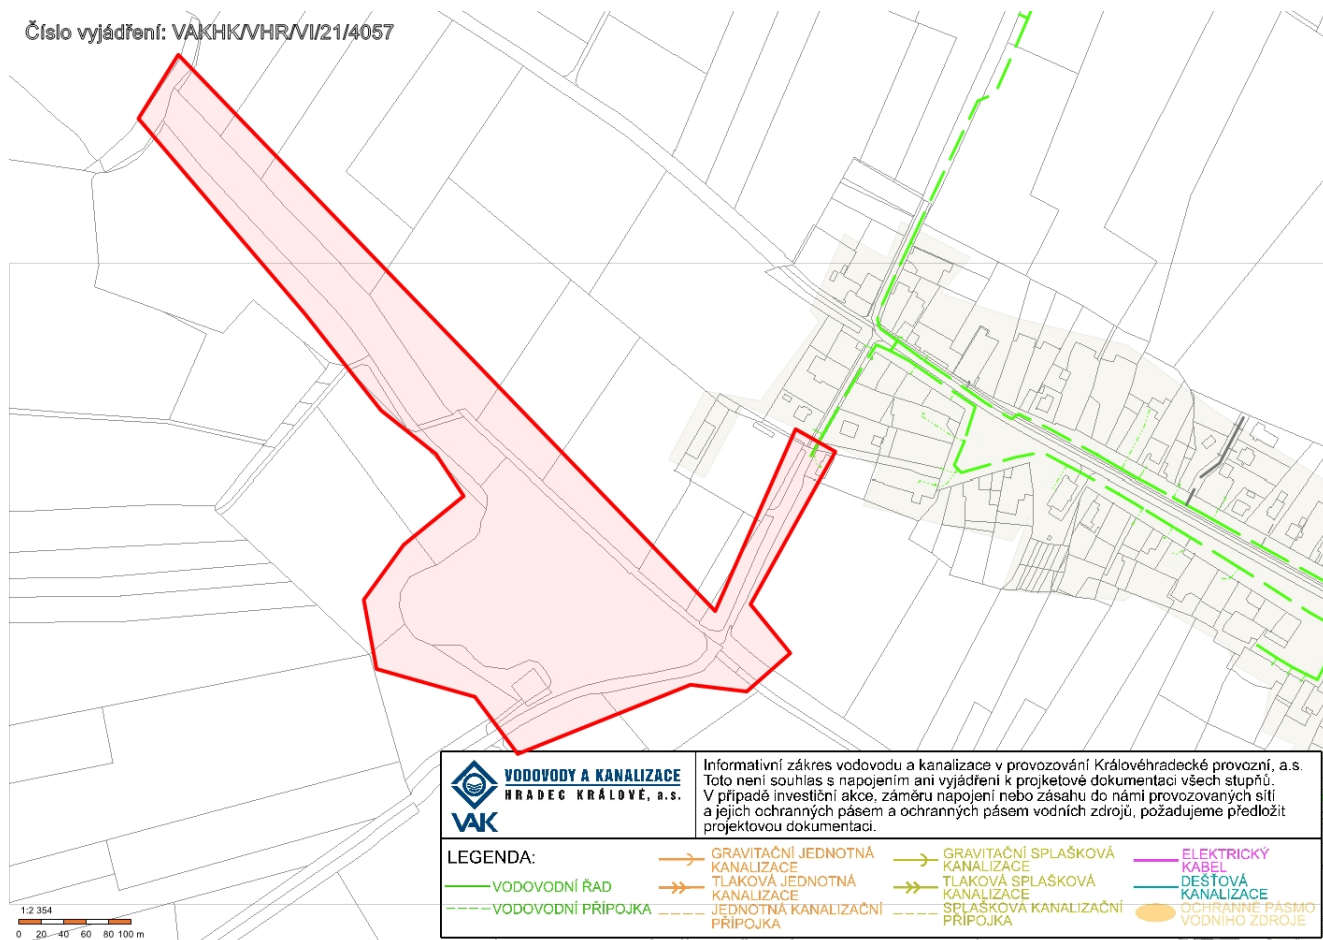 Číslo vyjádření: VAKHK/VHR/VI/21/4057
VODOVODY A KANALIZACE
HRADEC KRÁLOVÉ, a.s.
VAK
Informativní zákres vodovodu a kanalizace v provozování Královéhradecké provozní, a.s.
Toto není souhlas s napojením ani vyjádření k projketové dokumentaci všech stupňů.
V případě investiční akce, záměru napojení nebo zásahu do námi provozovaných sítí
a jejich ochranných pásem a ochranných pásem vodních zdrojů, požadujeme předložit
projektovou dokumentaci.
LEGENDA:
VODOVODNÍ ŘAD
VODOVODNÍ PŘÍPOJKA
GRAVITAČNÍ JEDNOTNÁ
KANALIZACE
TLAKOVÁ JEDNOTNÁ
KANALIZACE
JEDNOTNÁ KANALIZAČNÍ
PŘÍPOJKA
GRAVITAČNÍ SPLAŠKOVÁ
KANALIZACE
TLAKOVÁ SPLAŠKOVÁ
KANALIZACE
SPLAŠKOVÁ KANALIZAČNÍ
PŘÍPOJKA
ELEKTRICKÝ
KABEL
DEŠŤOVÁ
KANALIZACE
OCHRANNÉ PÁSMO
VODNÍHO ZDROJE
1:2 354
0 20 40 60 80 100 m